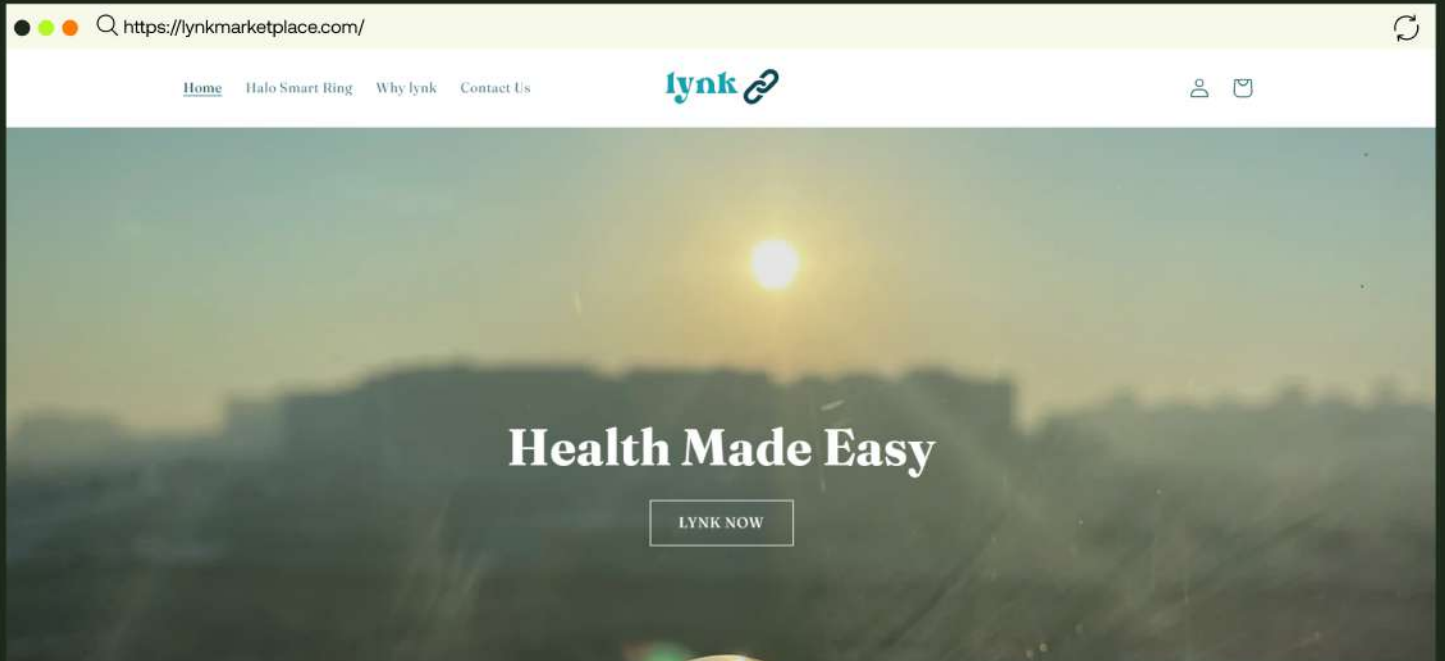 https://lynkmarketplace.com/
Home Halo Smart Ring Why lynk Contact Us
lynk
Health Made Easy
LYNK NOW